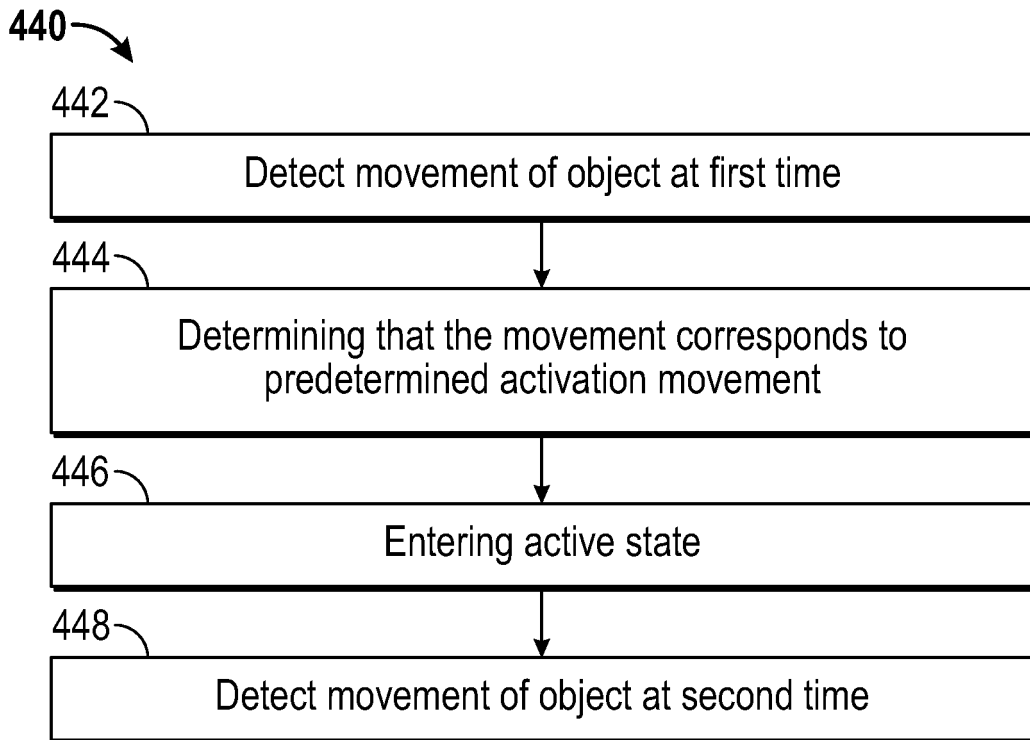 440
442
Detect movement of object at first time
444
Determining that the movement corresponds to
predetermined activation movement
446
Entering active state
448
Detect movement of object at second time